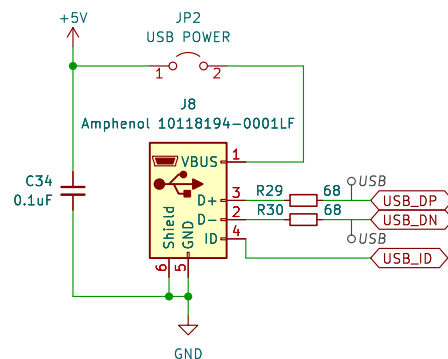 +5V
JP2
USB POWER
1 2
J8
Amphenol 10118194-0001LF
VBUS 1
C34
0.1uF
D+ 3 R29 68 USB USB_DP
D- 2 R30 68 USB USB_DN
ID 4 USB_ID
Shield
GND
6 5
GND